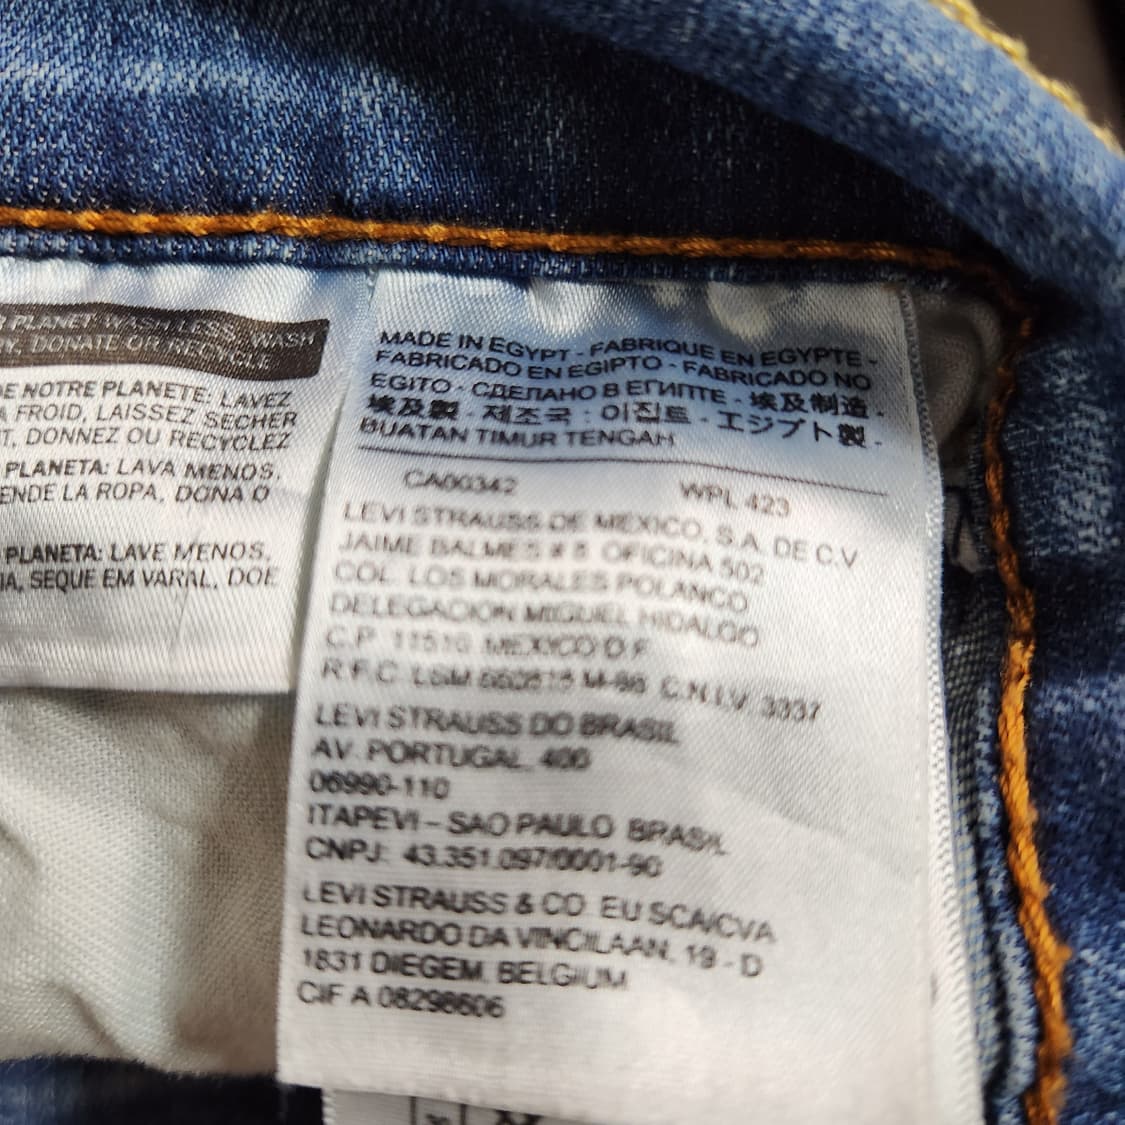 PLANET: WASH LESS, WASH
DONATE OR RECYCLE
DE NOTRE PLANETE: LAVEZ
A FROID, LAISSEZ SECHER
T, DONNEZ OU RECYCLEZ
PLANETA: LAVA MENOS,
ENDE LA ROPA, DONA O
PLANETA: LAVE MENOS,
IA, SEQUE EM VARAL, DOE
MADE IN EGYPT - FABRIQUE EN EGYPTE -
FABRICADO EN EGIPTO - FABRICADO NO
EGITO - СДЕЛАНО В ЕГИПТЕ - 埃及制造 -
埃及製 - 제조국 : 이집트 - エジプト製 -
BUATAN TIMUR TENGAH
CA00342 WPL 423
LEVI STRAUSS DE MEXICO, S.A. DE C.V
JAIME BALMES # 8 OFICINA 502
COL. LOS MORALES POLANCO
DELEGACION MIGUEL HIDALGO
C.P. 11510 MEXICO D F
R.F.C. LSM C.N.I.V. 3337
LEVI STRAUSS DO BRASIL
AV. PORTUGAL, 400
06990-110
ITAPEVI – SAO PAULO BRASIL
CNPJ: 43.351.097/0001-90
LEVI STRAUSS & CO EU SCA/CVA
LEONARDO DA VINCILAAN, 19 - D
1831 DIEGEM, BELGIUM
CIF A 08298606